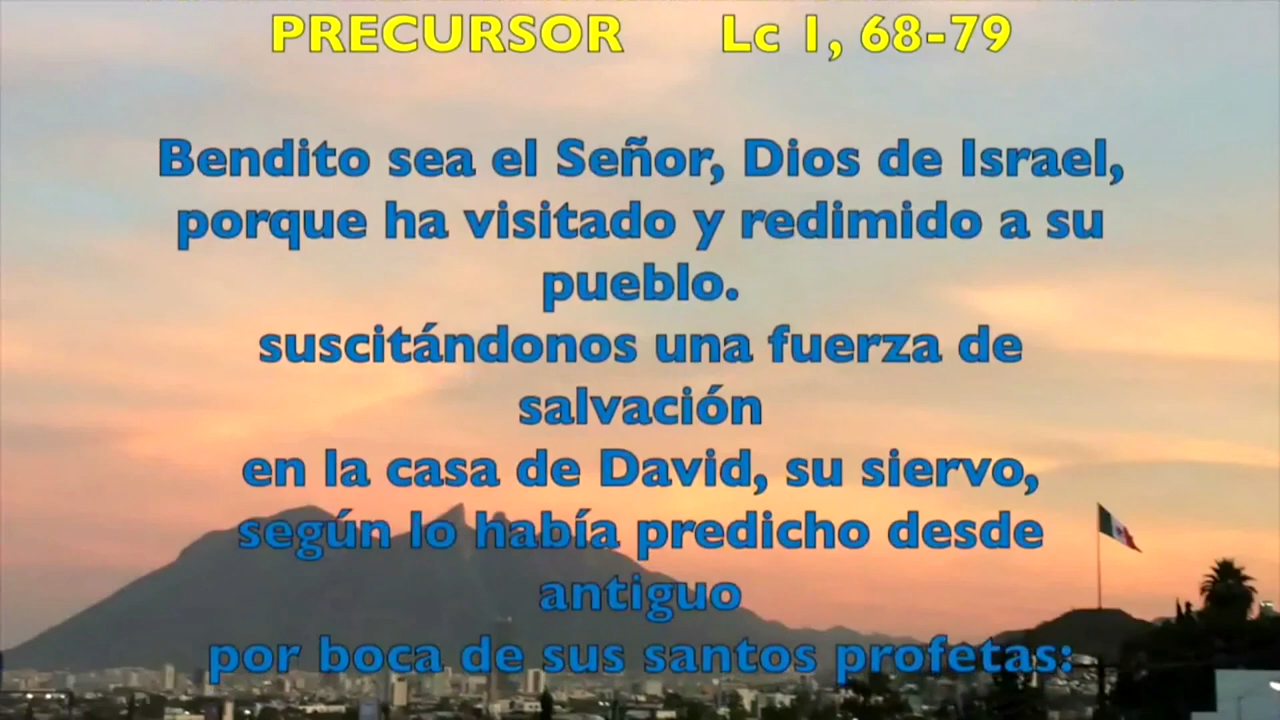 PRECURSOR Lc 1, 68-79
Bendito sea el Señor, Dios de Israel,
porque ha visitado y redimido a su
pueblo.
suscitándonos una fuerza de
salvación
en la casa de David, su siervo,
según lo había predicho desde
antiguo
por boca de sus santos profetas: